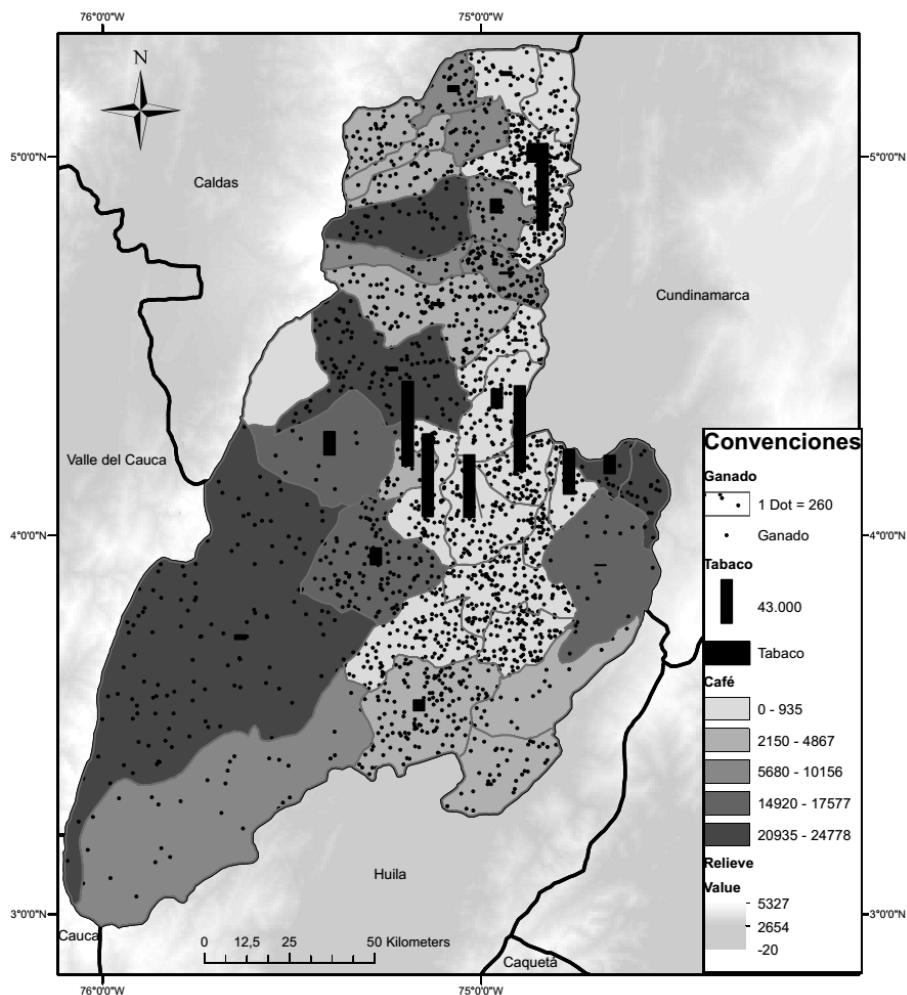 76°0'0"W 75°0'0"W
N
5°0'0"N 5°0'0"N
Caldas
Cundinamarca
Valle del Cauca
4°0'0"N 4°0'0"N
Convenciones
Ganado
1 Dot = 260
Ganado
Tabaco
43.000
Tabaco
Café
0 - 935
2150 - 4867
5680 - 10156
14920 - 17577
20935 - 24778
Relieve
Value
5327
2654
-20
Huila
3°0'0"N 3°0'0"N
Cauca
0 12,5 25 50 Kilometers
Caquetá
76°0'0"W 75°0'0"W